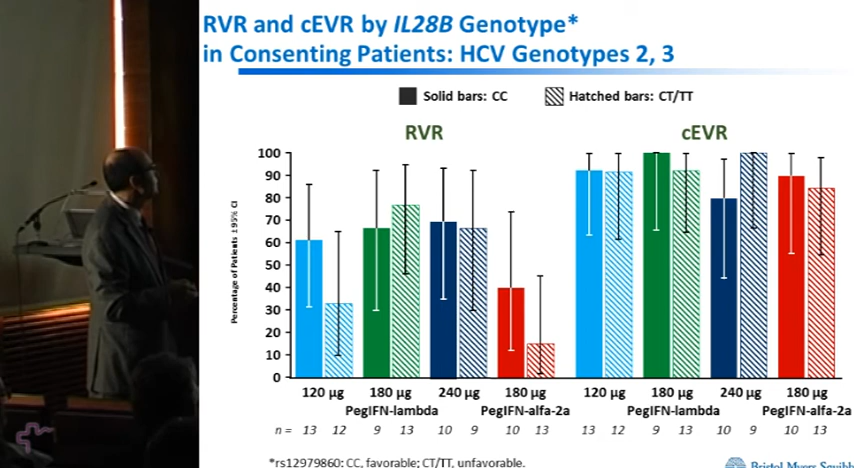 RVR and cEVR by IL28B Genotype*
in Consenting Patients: HCV Genotypes 2, 3
Solid bars: CC Hatched bars: CT/TT
RVR cEVR
Percentage of Patients ±95% CI
100
90
80
70
60
50
40
30
20
10
0
120 µg 180 µg 240 µg 180 µg 120 µg 180 µg 240 µg 180 µg
PegIFN-lambda PegIFN-alfa-2a PegIFN-lambda PegIFN-alfa-2a
n = 13 12 9 13 10 9 10 13 13 12 9 13 10 9 10 13
*rs12979860: CC, favorable; CT/TT, unfavorable.
Bristol-Myers Squibb